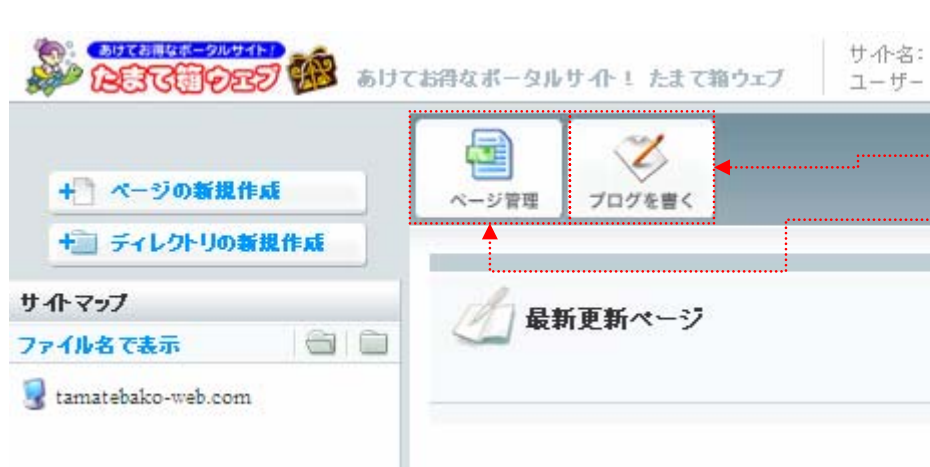 あけてお得なポータルサイト!
たまて箱ウェブ
あけてお得なポータルサイト! たまて箱ウェブ
サイト名:
ユーザー
ページの新規作成
ディレクトリの新規作成
ページ管理
ブログを書く
サイトマップ
ファイル名で表示
tamatebako-web.com
最新更新ページ